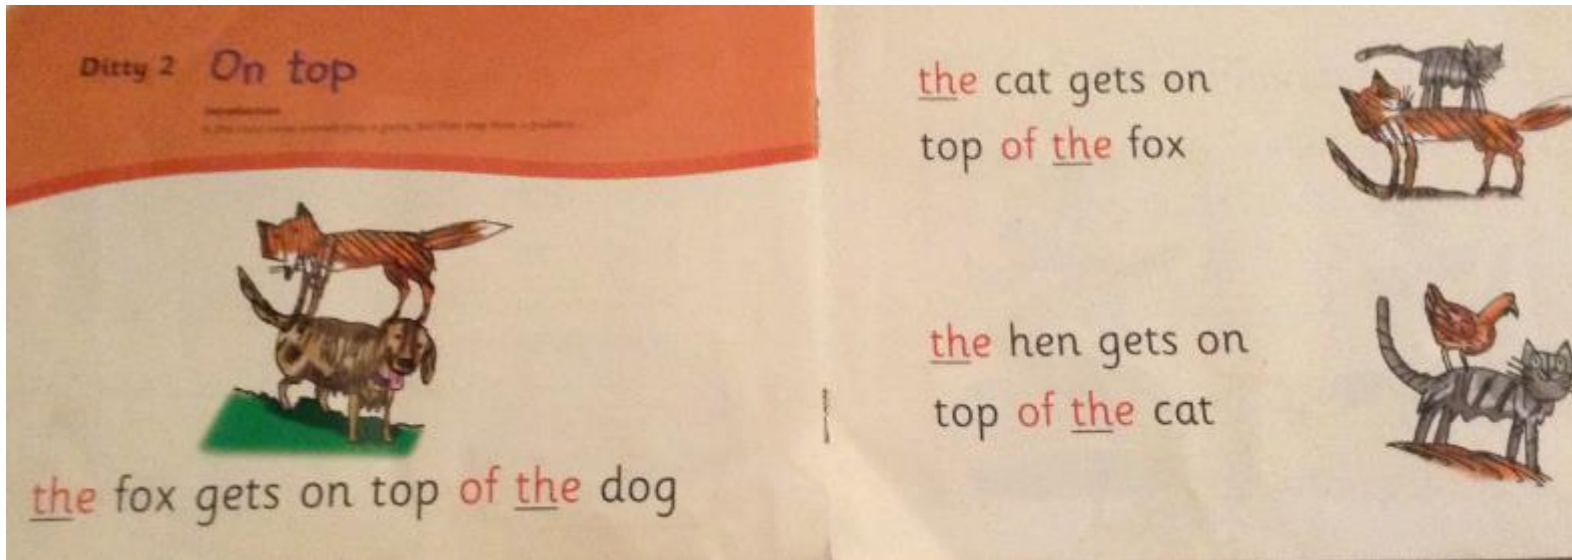 Ditty 2 On top
Introduction
the fox gets on top of the dog
the cat gets on
top of the fox
the hen gets on
top of the cat